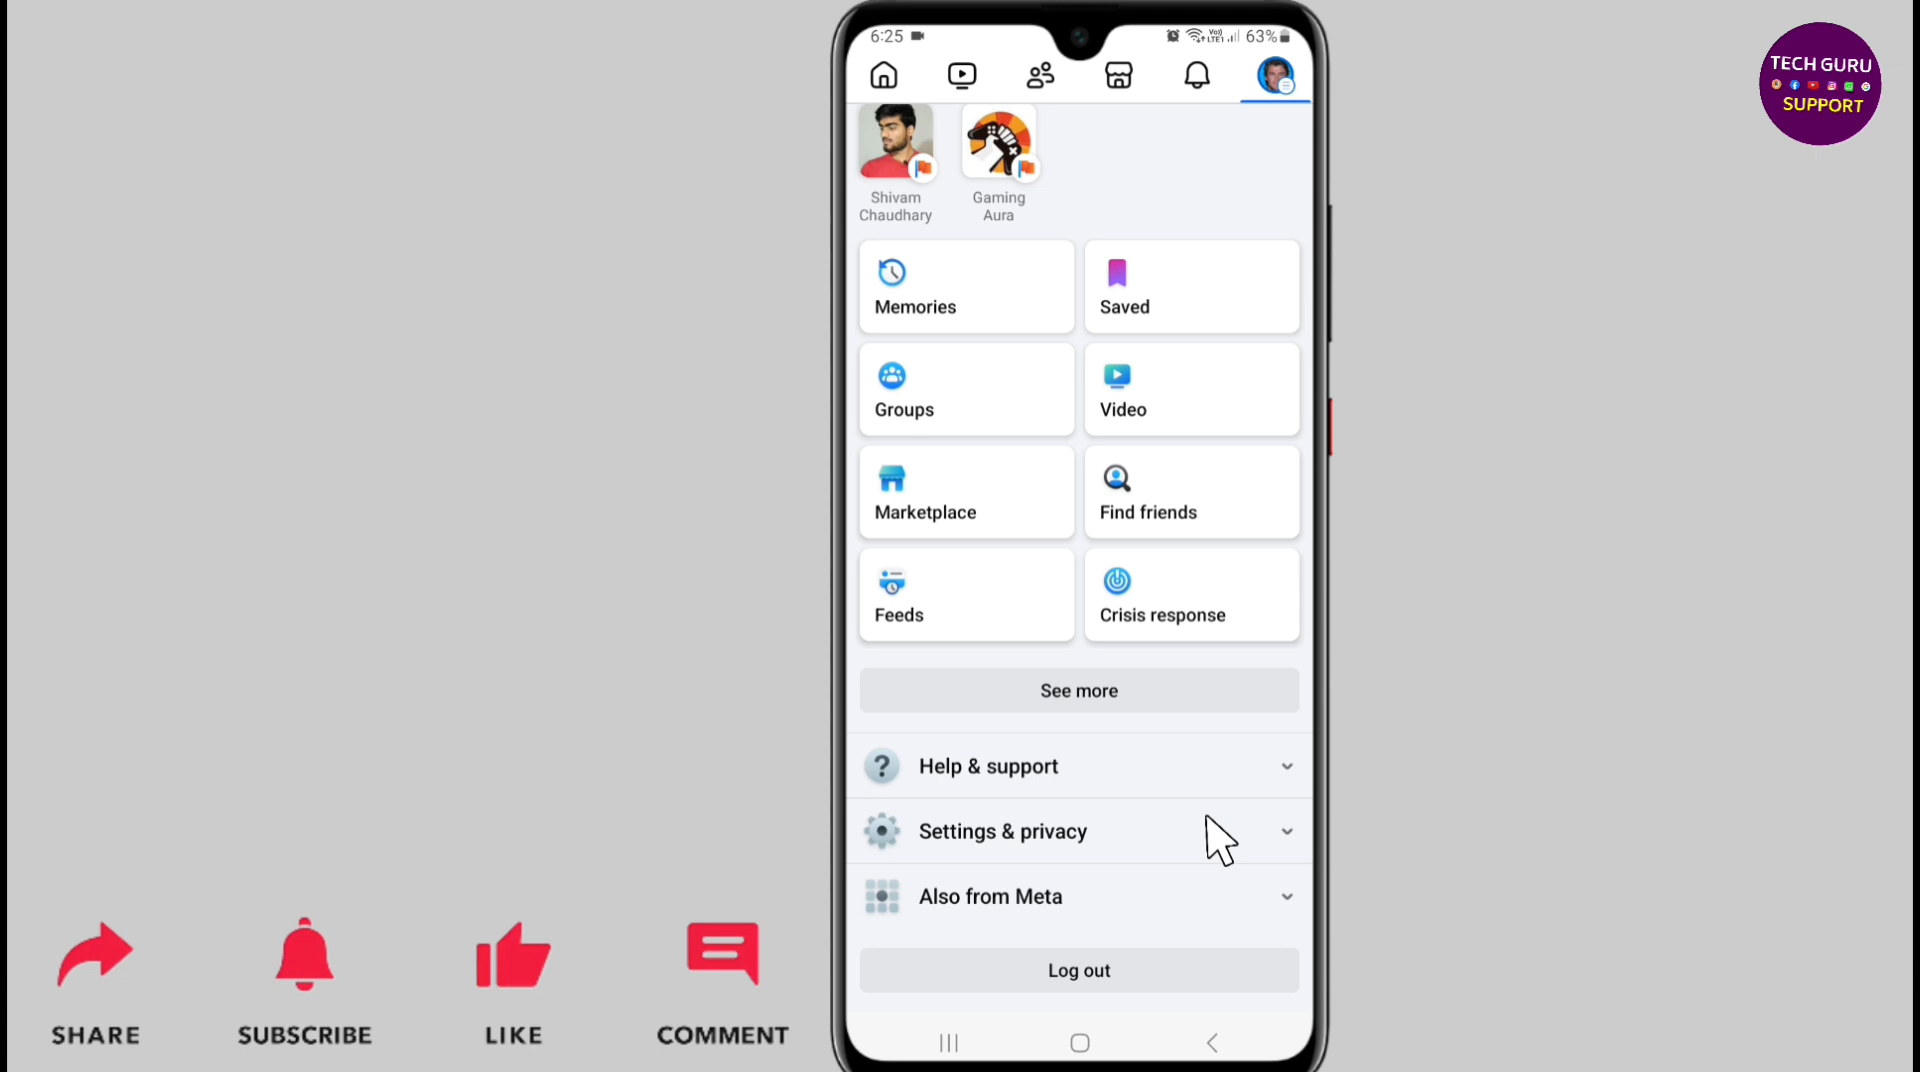 6:25
63%
TECH GURU
SUPPORT
Shivam
Chaudhary
Gaming
Aura
Memories
Saved
Groups
Video
Marketplace
Find friends
Feeds
Crisis response
See more
? Help & support
Settings & privacy
Also from Meta
Log out
SHARE
SUBSCRIBE
LIKE
COMMENT